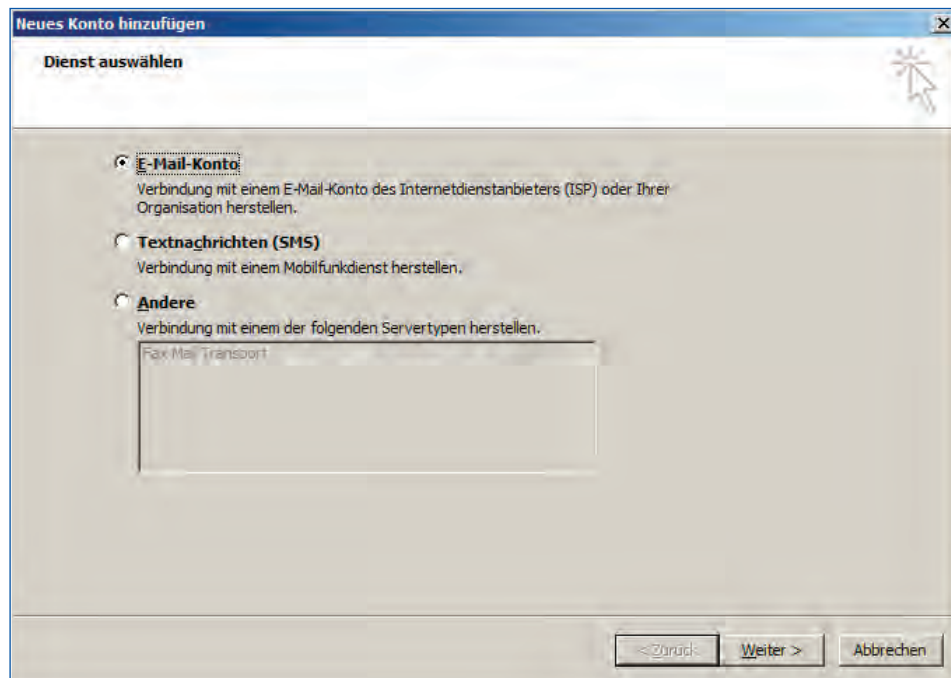 Neues Konto hinzufügen
Dienst auswählen
E-Mail-Konto
Verbindung mit einem E-Mail-Konto des Internetdienstanbieters (ISP) oder Ihrer
Organisation herstellen.
Textnachrichten (SMS)
Verbindung mit einem Mobilfunkdienst herstellen.
Andere
Verbindung mit einem der folgenden Servertypen herstellen.
Fax Mail Transport
< Zurück Weiter > Abbrechen